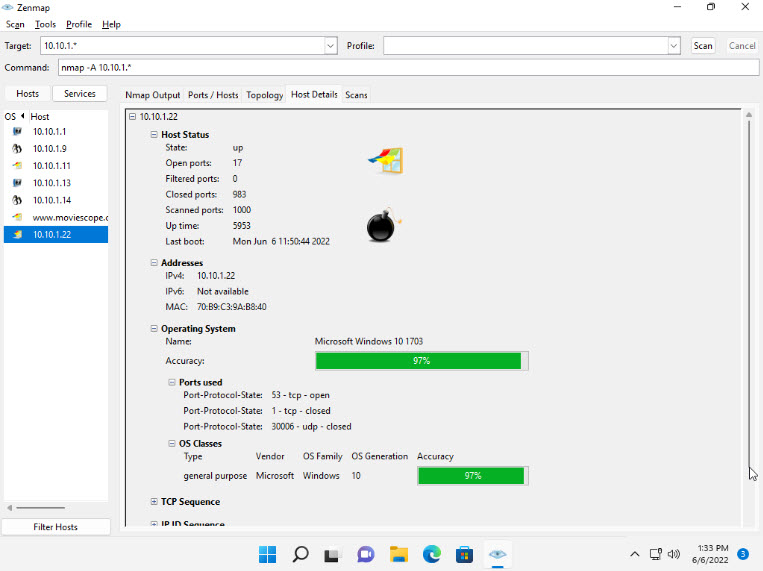 Zenmap
Scan Tools Profile Help
Target: 10.10.1.* Profile: Scan Cancel
Command: nmap -A 10.10.1.*
Hosts Services
Nmap Output Ports / Hosts Topology Host Details Scans
OS Host
10.10.1.1
10.10.1.9
10.10.1.11
10.10.1.13
10.10.1.14
www.moviescope.c
10.10.1.22
Filter Hosts
10.10.1.22
Host Status
State: up
Open ports: 17
Filtered ports: 0
Closed ports: 983
Scanned ports: 1000
Up time: 5953
Last boot: Mon Jun 6 11:50:44 2022
Addresses
IPv4: 10.10.1.22
IPv6: Not available
MAC: 70:B9:C3:9A:B8:40
Operating System
Name: Microsoft Windows 10 1703
Accuracy: 97%
Ports used
Port-Protocol-State: 53 - tcp - open
Port-Protocol-State: 1 - tcp - closed
Port-Protocol-State: 30006 - udp - closed
OS Classes
Type Vendor OS Family OS Generation Accuracy
general purpose Microsoft Windows 10 97%
TCP Sequence
IP ID Sequence
1:33 PM
6/6/2022
3